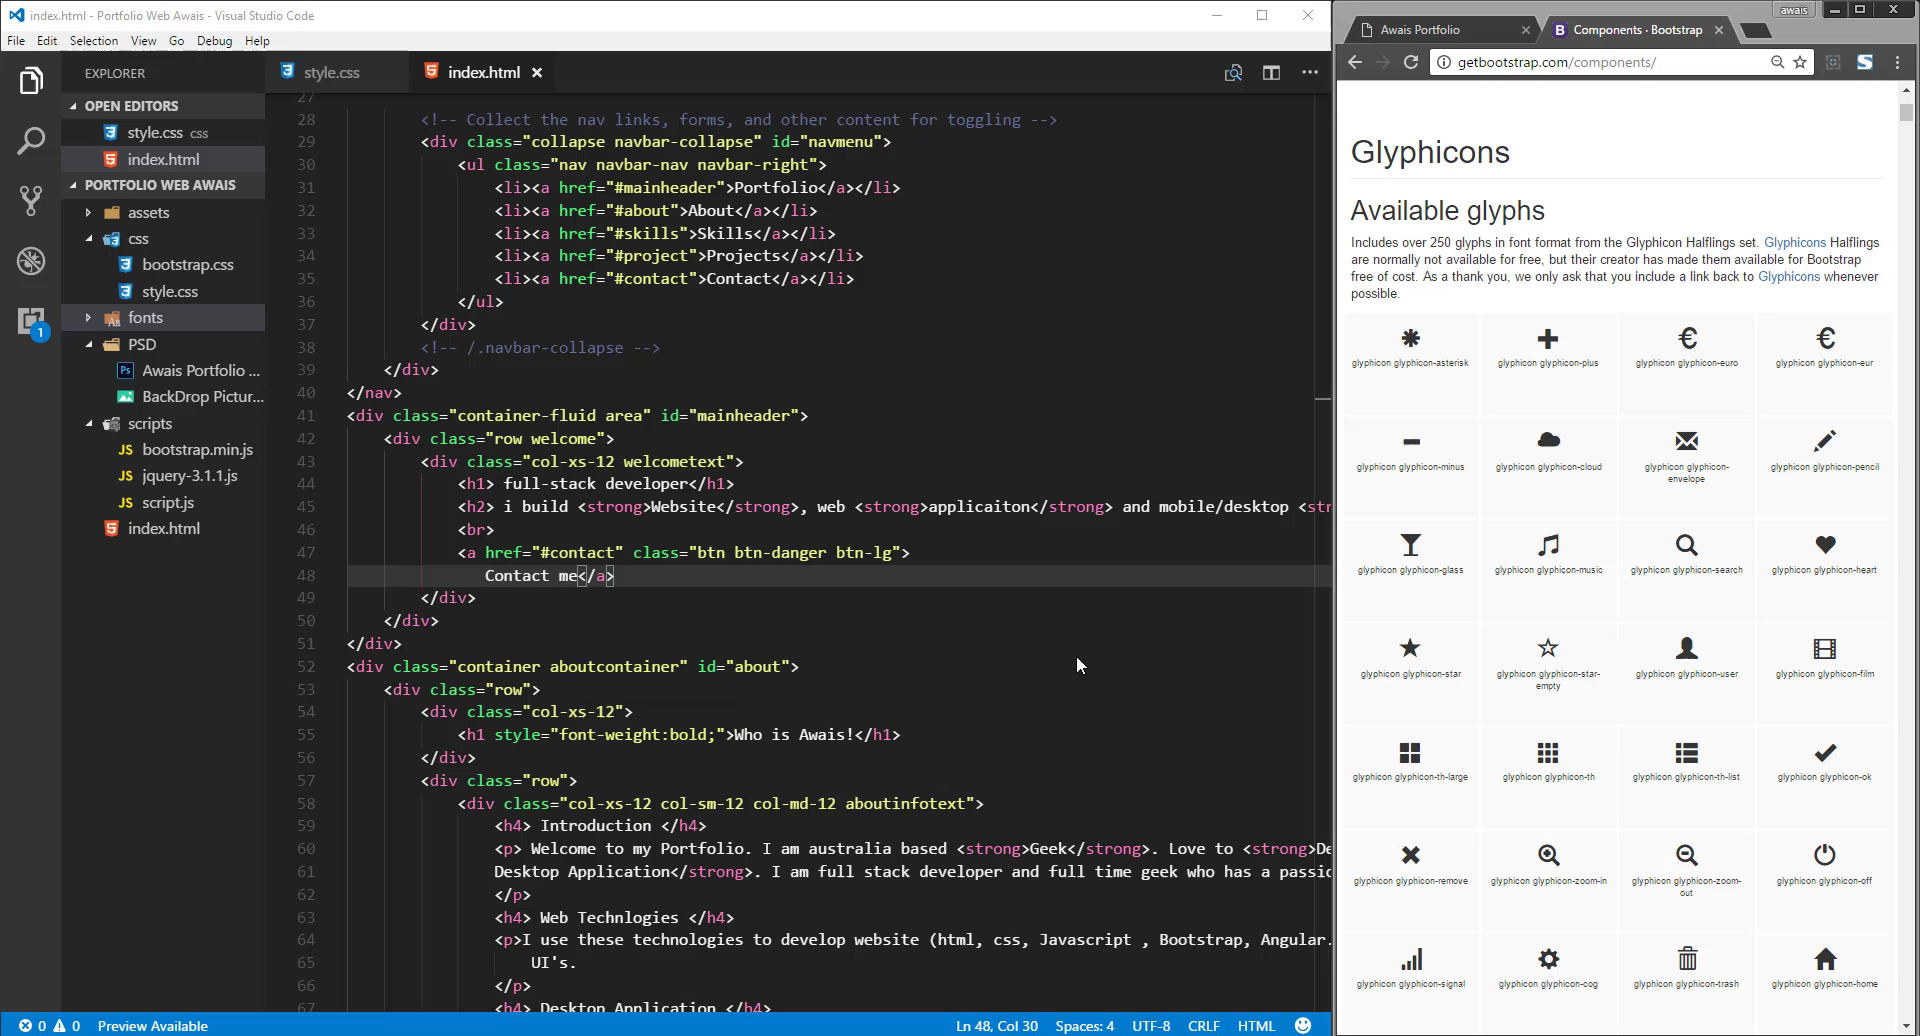 index.html - Portfolio Web Awais - Visual Studio Code
File Edit Selection View Go Debug Help
EXPLORER
OPEN EDITORS
style.css css
index.html
PORTFOLIO WEB AWAIS
assets
css
bootstrap.css
style.css
fonts
PSD
Ps Awais Portfolio ...
BackDrop Pictur...
scripts
JS bootstrap.min.js
JS jquery-3.1.1.js
JS script.js
index.html
1
style.css
index.html
27
28 <!-- Collect the nav links, forms, and other content for toggling -->
29 <div class="collapse navbar-collapse" id="navmenu">
30 <ul class="nav navbar-nav navbar-right">
31 <li><a href="#mainheader">Portfolio</a></li>
32 <li><a href="#about">About</a></li>
33 <li><a href="#skills">Skills</a></li>
34 <li><a href="#project">Projects</a></li>
35 <li><a href="#contact">Contact</a></li>
36 </ul>
37 </div>
38 <!-- /.navbar-collapse -->
39 </div>
40 </nav>
41 <div class="container-fluid area" id="mainheader">
42 <div class="row welcome">
43 <div class="col-xs-12 welcometext">
44 <h1> full-stack developer</h1>
45 <h2> i build <strong>Website</strong>, web <strong>applicaiton</strong> and mobile/desktop <str
46 <br>
47 <a href="#contact" class="btn btn-danger btn-lg">
48 Contact me</a>
49 </div>
50 </div>
51 </div>
52 <div class="container aboutcontainer" id="about">
53 <div class="row">
54 <div class="col-xs-12">
55 <h1 style="font-weight:bold;">Who is Awais!</h1>
56 </div>
57 <div class="row">
58 <div class="col-xs-12 col-sm-12 col-md-12 aboutinfotext">
59 <h4> Introduction </h4>
60 <p> Welcome to my Portfolio. I am australia based <strong>Geek</strong>. Love to <strong>De
61 Desktop Application</strong>. I am full stack developer and full time geek who has a passic
62 </p>
63 <h4> Web Technlogies </h4>
64 <p>I use these technologies to develop website (html, css, Javascript , Bootstrap, Angular.
65 UI's.
66 </p>
67 <h4> Desktop Application </h4>
0 0 Preview Available
Ln 48, Col 30 Spaces: 4 UTF-8 CRLF HTML
awais
Awais Portfolio
B Components · Bootstrap
getbootstrap.com/components/
Glyphicons
Available glyphs
Includes over 250 glyphs in font format from the Glyphicon Halflings set. Glyphicons Halflings
are normally not available for free, but their creator has made them available for Bootstrap
free of cost. As a thank you, we only ask that you include a link back to Glyphicons whenever
possible.
glyphicon glyphicon-asterisk
glyphicon glyphicon-plus
glyphicon glyphicon-euro
glyphicon glyphicon-eur
glyphicon glyphicon-minus
glyphicon glyphicon-cloud
glyphicon glyphicon-
envelope
glyphicon glyphicon-pencil
glyphicon glyphicon-glass
glyphicon glyphicon-music
glyphicon glyphicon-search
glyphicon glyphicon-heart
glyphicon glyphicon-star
glyphicon glyphicon-star-
empty
glyphicon glyphicon-user
glyphicon glyphicon-film
glyphicon glyphicon-th-large
glyphicon glyphicon-th
glyphicon glyphicon-th-list
glyphicon glyphicon-ok
glyphicon glyphicon-remove
glyphicon glyphicon-zoom-in
glyphicon glyphicon-zoom-
out
glyphicon glyphicon-off
glyphicon glyphicon-signal
glyphicon glyphicon-cog
glyphicon glyphicon-trash
glyphicon glyphicon-home